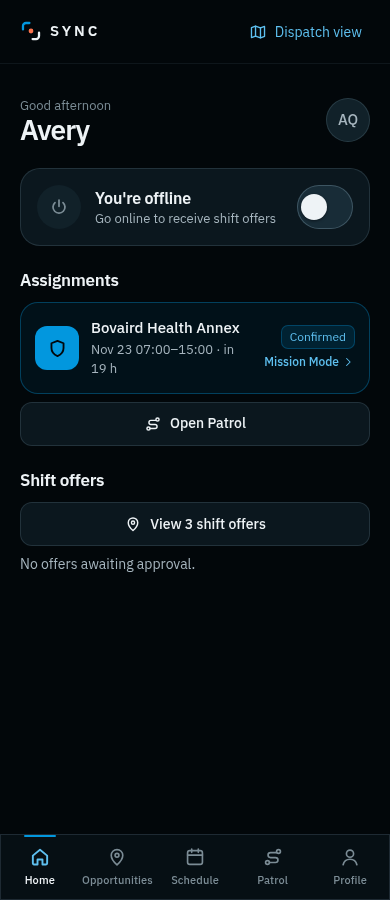 SYNC
Dispatch view
Good afternoon
Avery
AQ
You're offline
Go online to receive shift offers
Assignments
Bovaird Health Annex
Nov 23 07:00–15:00 · in
19 h
Confirmed
Mission Mode
Open Patrol
Shift offers
View 3 shift offers
No offers awaiting approval.
Home
Opportunities
Schedule
Patrol
Profile